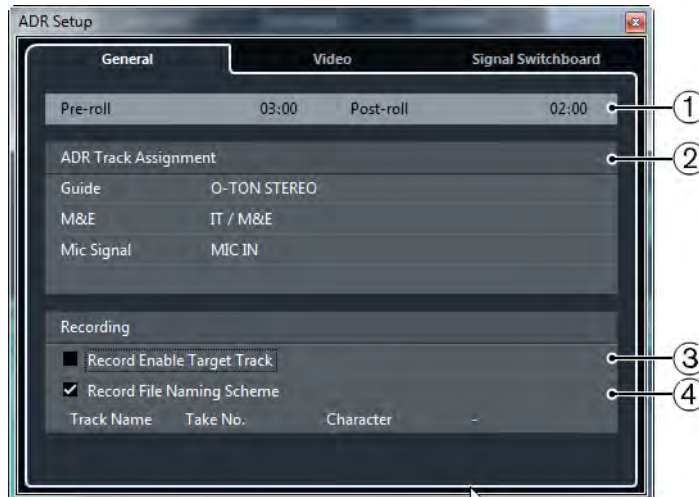 ADR Setup
General Video Signal Switchboard
Pre-roll 03:00 Post-roll 02:00 1
ADR Track Assignment 2
Guide O-TON STEREO
M&E IT / M&E
Mic Signal MIC IN
Recording
Record Enable Target Track 3
Record File Naming Scheme 4
Track Name Take No. Character -